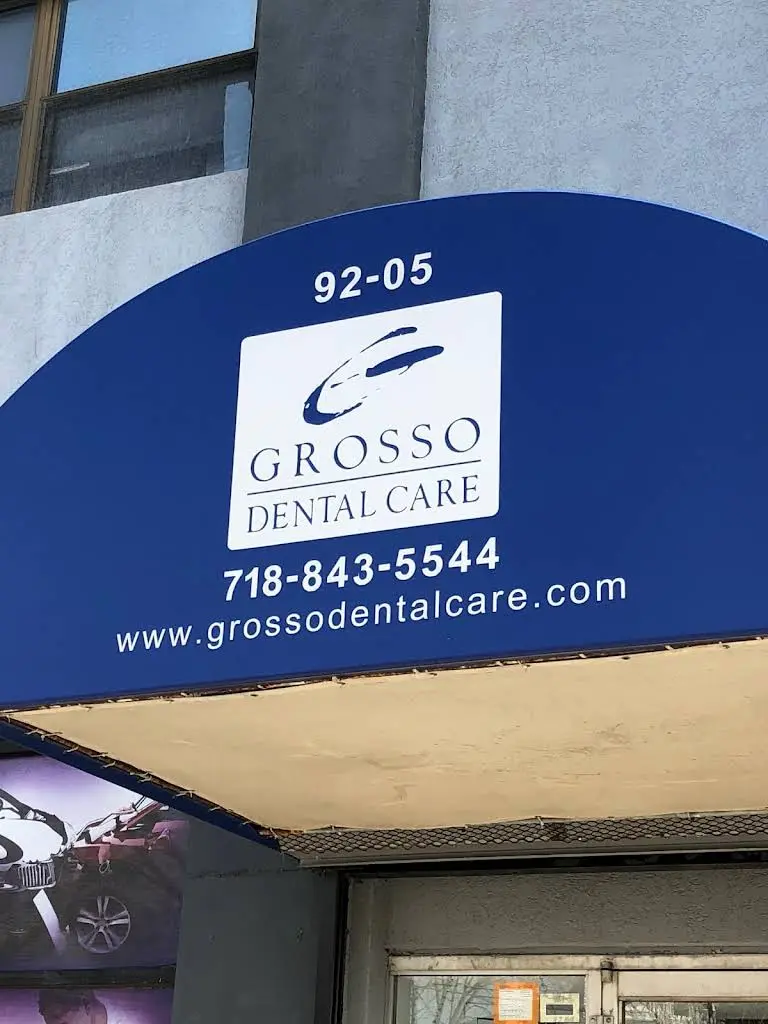 92-05
GROSSO
DENTAL CARE
718-843-5544
www.grossodentalcare.com